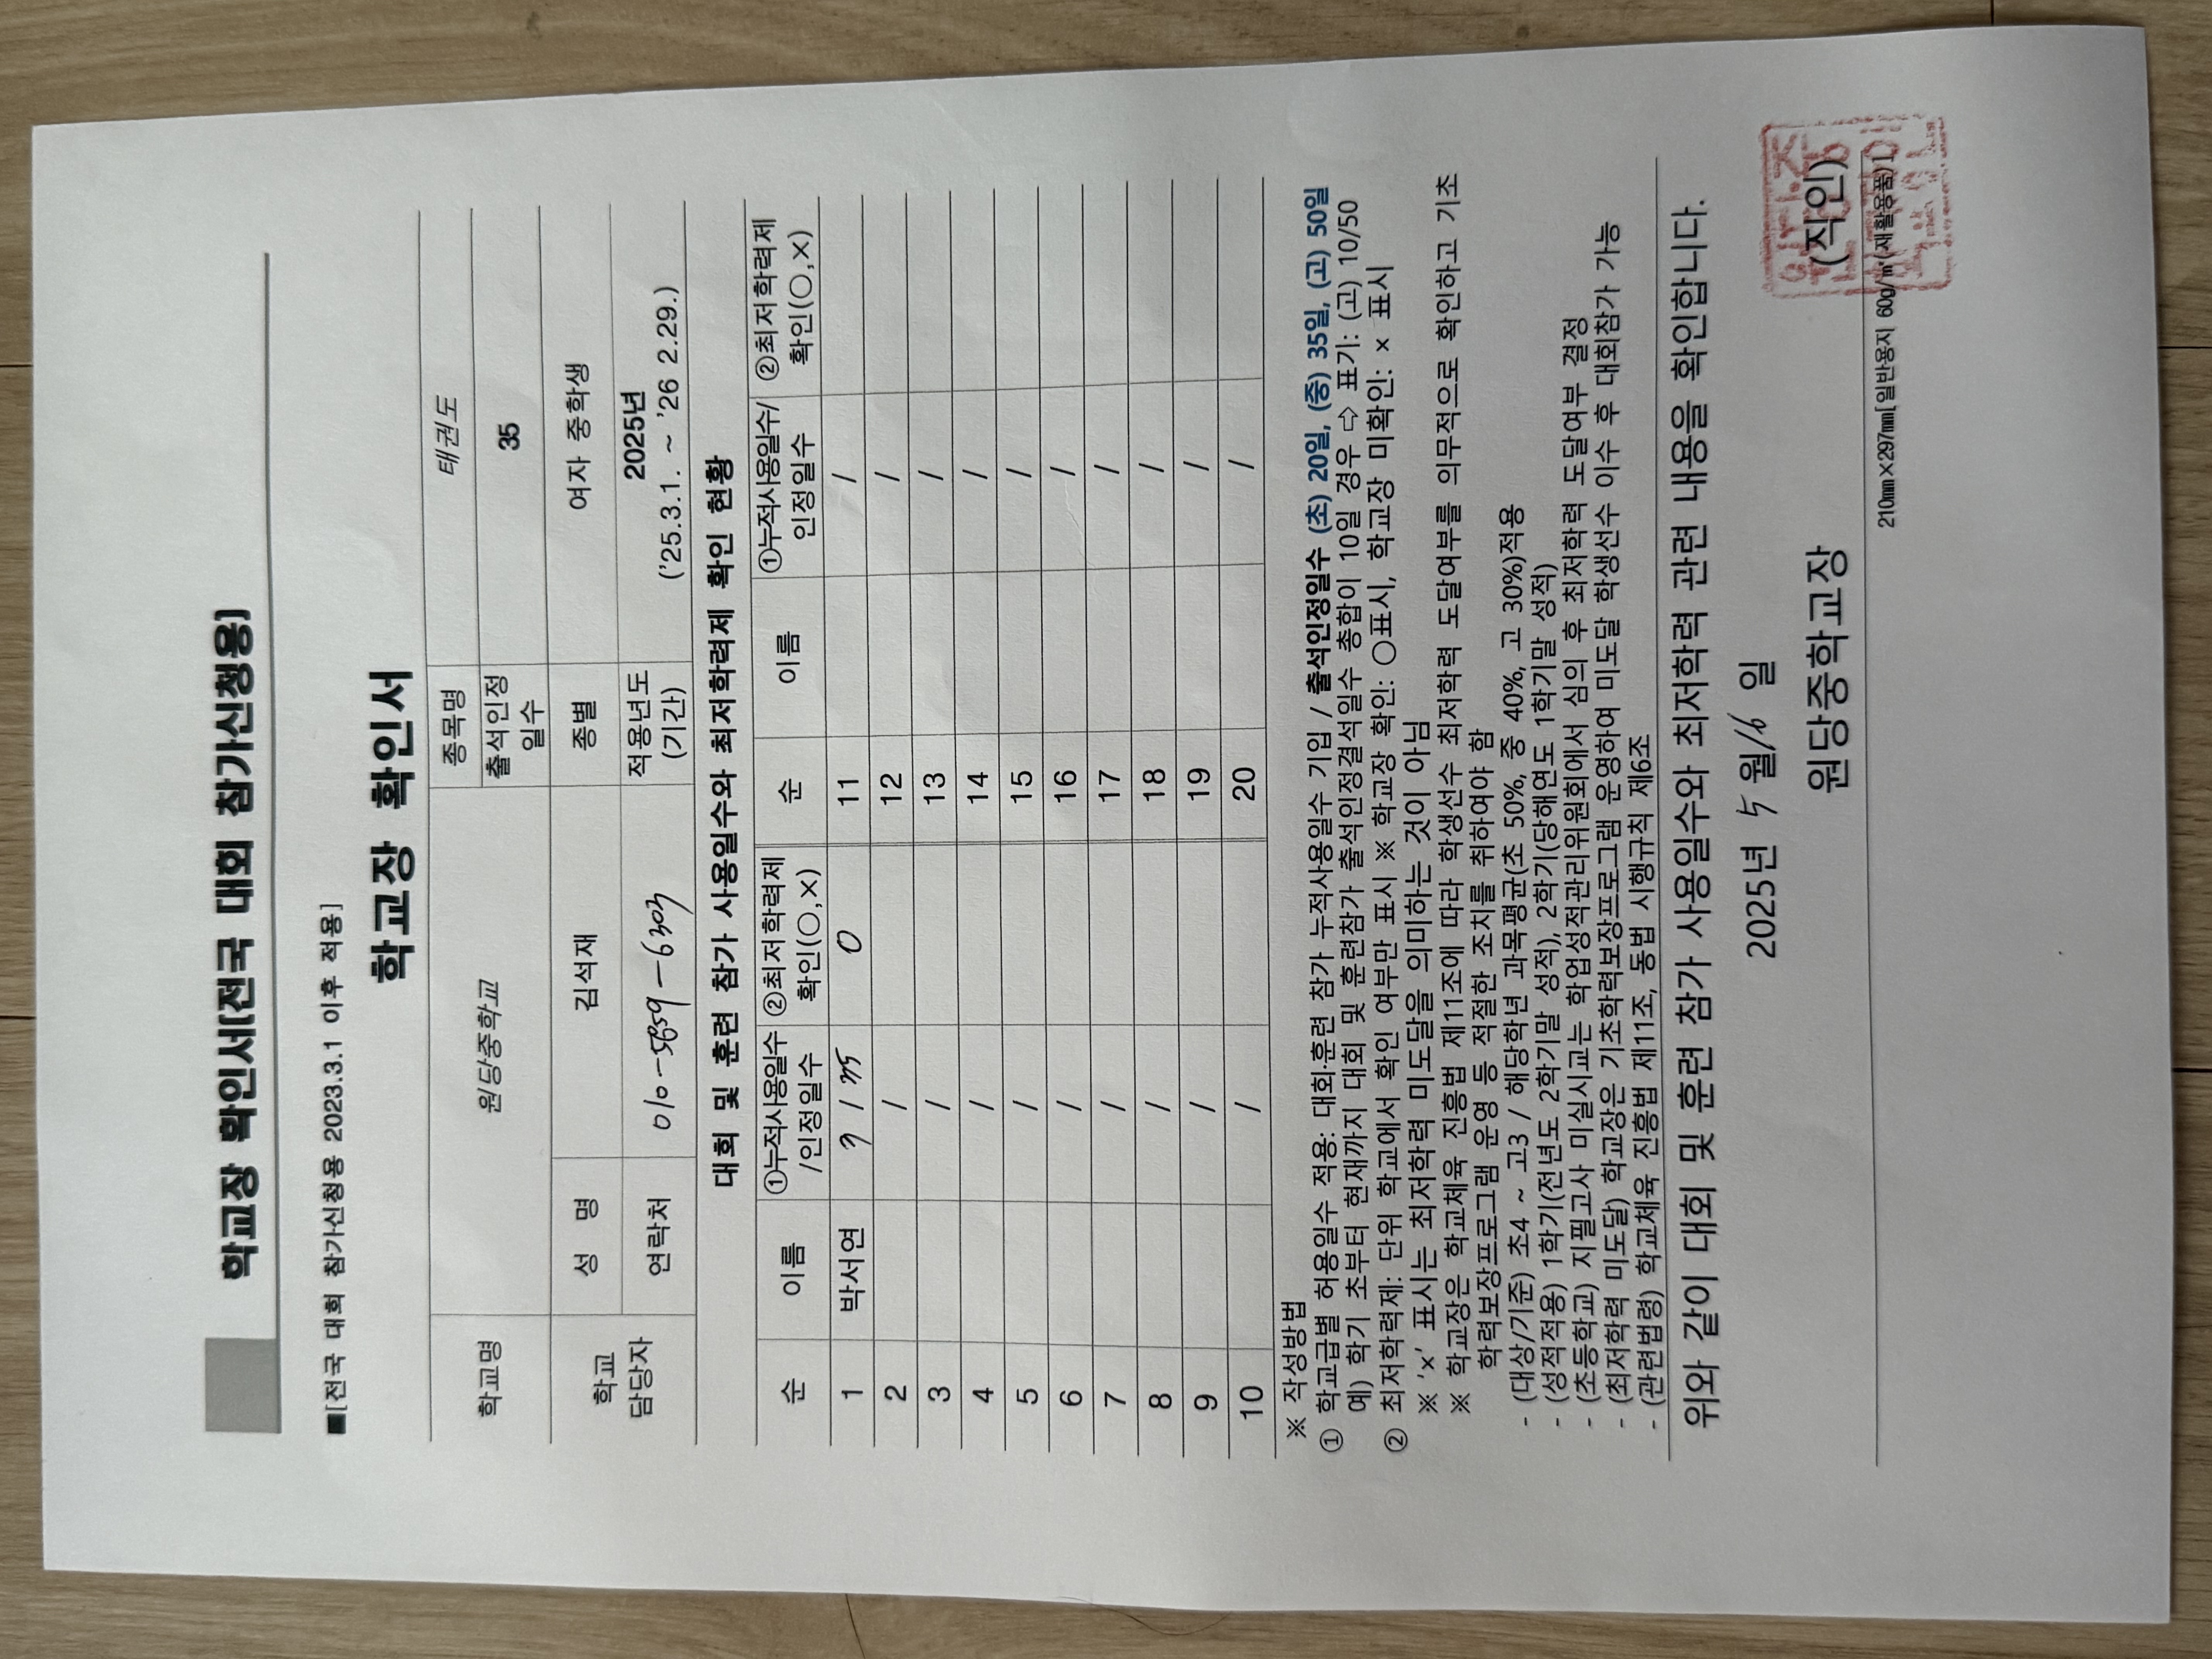 학교장 확인서(전국 대회 참가신청용)
■[전국 대회 참가신청용 2023.3.1 이후 적용]
학교장 확인서
학교명 원당중학교 종목명 태권도
출석인정일수 35
학교 담당자 성 명 김석재 종별 여자 중학생
연락처 010-5859-6303 적용년도 (기간) 2025년 ('25.3.1. ~ '26 2.29.)
대회 및 훈련 참가 사용일수와 최저학력제 확인 현황
순 이름 ①누적사용일수/인정일수 ②최저학력제 확인(○,×) 순 이름 ①누적사용일수/인정일수 ②최저학력제 확인(○,×)
1 박서연 / 35 O 11 /
2 / 12 /
3 / 13 /
4 / 14 /
5 / 15 /
6 / 16 /
7 / 17 /
8 / 18 /
9 / 19 /
10 / 20 /
※ 작성방법
① 학교급별 허용일수 적용: 대회·훈련 참가 누적사용일수 기입 / 출석인정일수 (초) 20일, (중) 35일, (고) 50일
예) 학기 초부터 현재까지 대회 및 훈련참가 출석인정결석일수 총합이 10일 경우 ⇨ 표기: (고) 10/50
② 최저학력제: 단위 학교에서 확인 여부만 표시 ※ 학교장 확인: ○표시, 학교장 미확인: × 표시
※ '×' 표시는 최저학력 미도달을 의미하는 것이 아님
※ 학교장은 학교체육 진흥법 제11조에 따라 학생선수 최저학력 도달여부를 의무적으로 확인하고 기초
학력보장프로그램 운영 등 적절한 조치를 취하여야 함
- (대상/기준) 초4 ~ 고3 / 해당학년 과목평균(초 50%, 중 40%, 고 30%)적용
- (성적적용) 1학기(전년도 2학기말 성적), 2학기(당해연도 1학기말 성적)
- (초등학교) 지필고사 미실시교는 학업성적관리위원회에서 심의 후 최저학력 도달여부 결정
- (최저학력 미도달) 학교장은 기초학력보장프로그램 운영하여 미도달 학생선수 이수 후 대회참가 가능
- (관련법령) 학교체육 진흥법 제11조, 동법 시행규칙 제6조
위와 같이 대회 및 훈련 참가 사용일수와 최저학력 관련 내용을 확인합니다.
2025년 5월 16일
원당중학교장 (직인)
210㎜×297㎜[일반용지 60g/㎡(재활용품)]